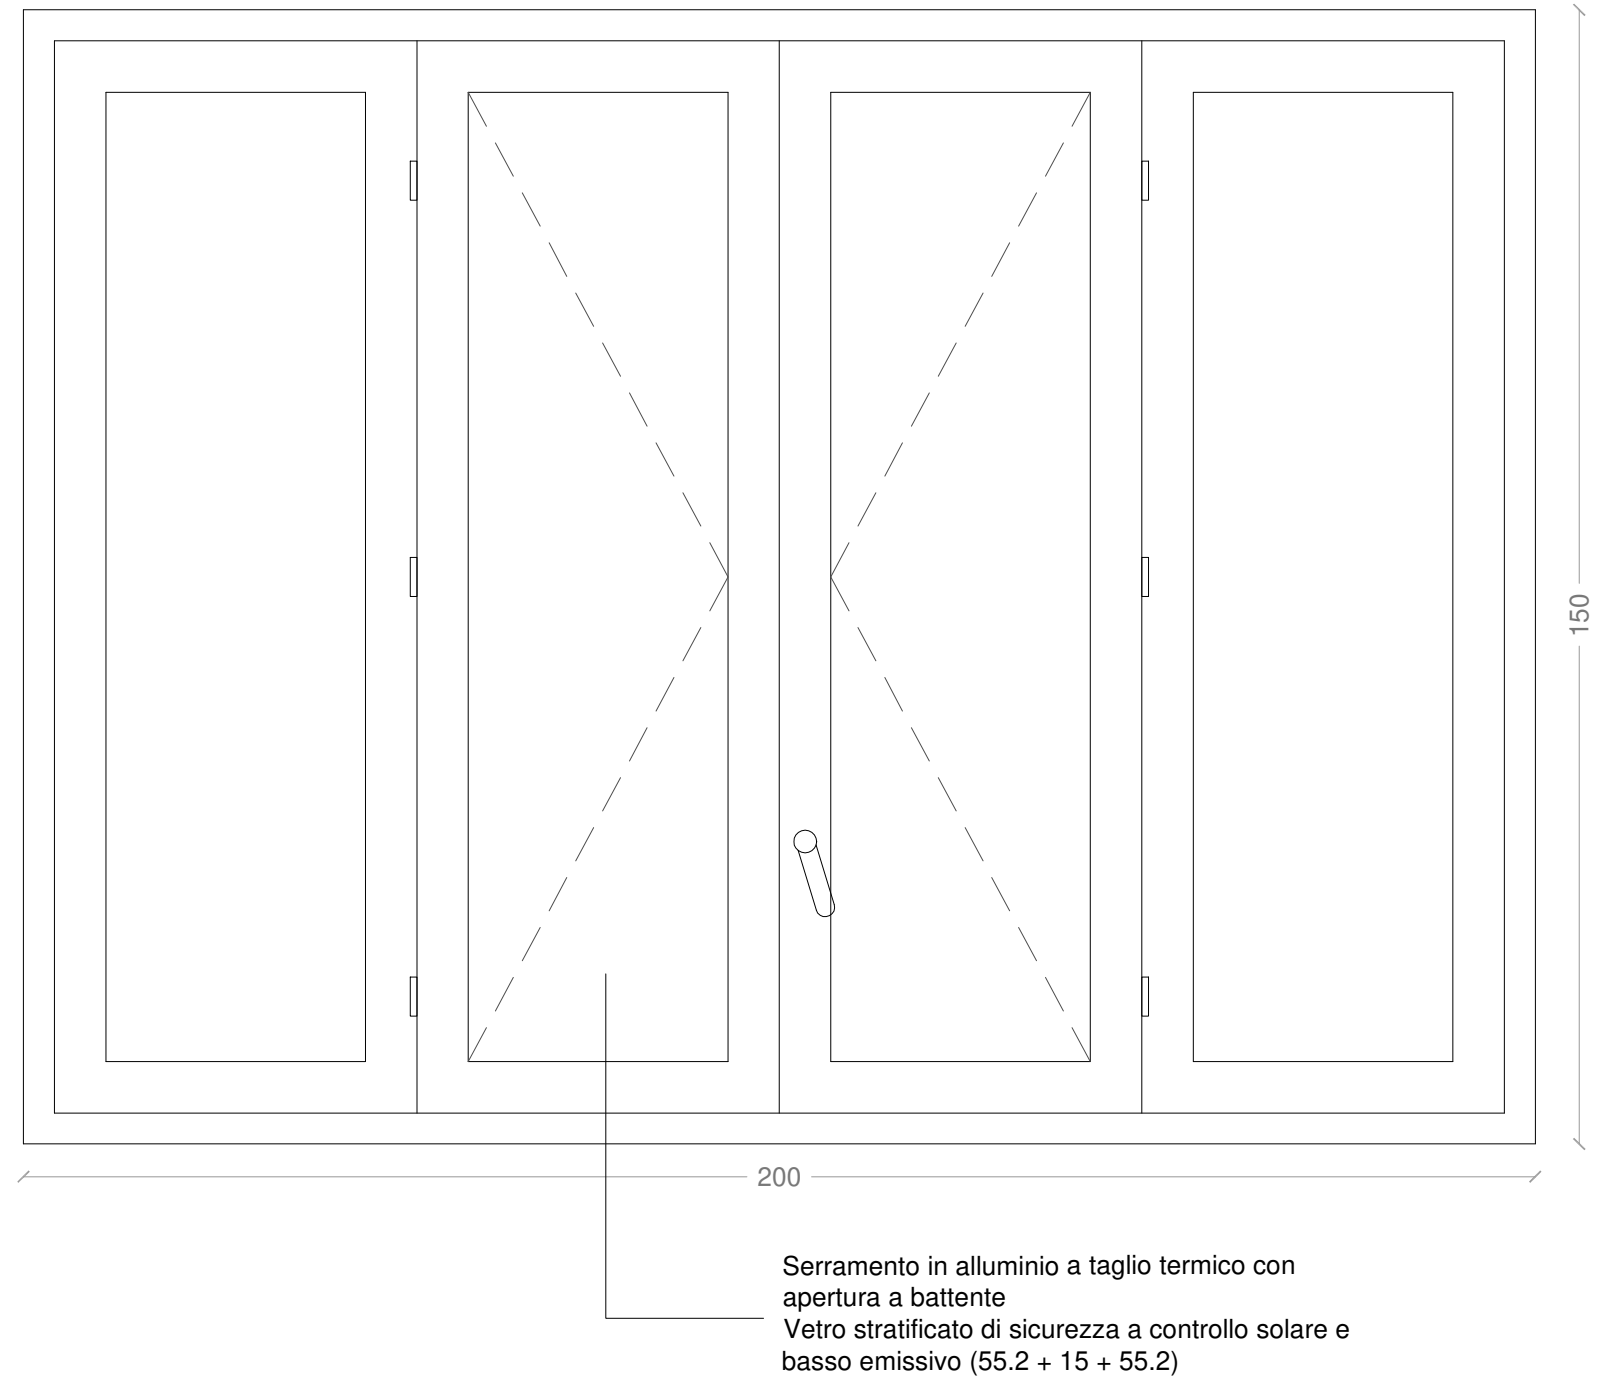 150
200
Serramento in alluminio a taglio termico con
apertura a battente
Vetro stratificato di sicurezza a controllo solare e
basso emissivo (55.2 + 15 + 55.2)